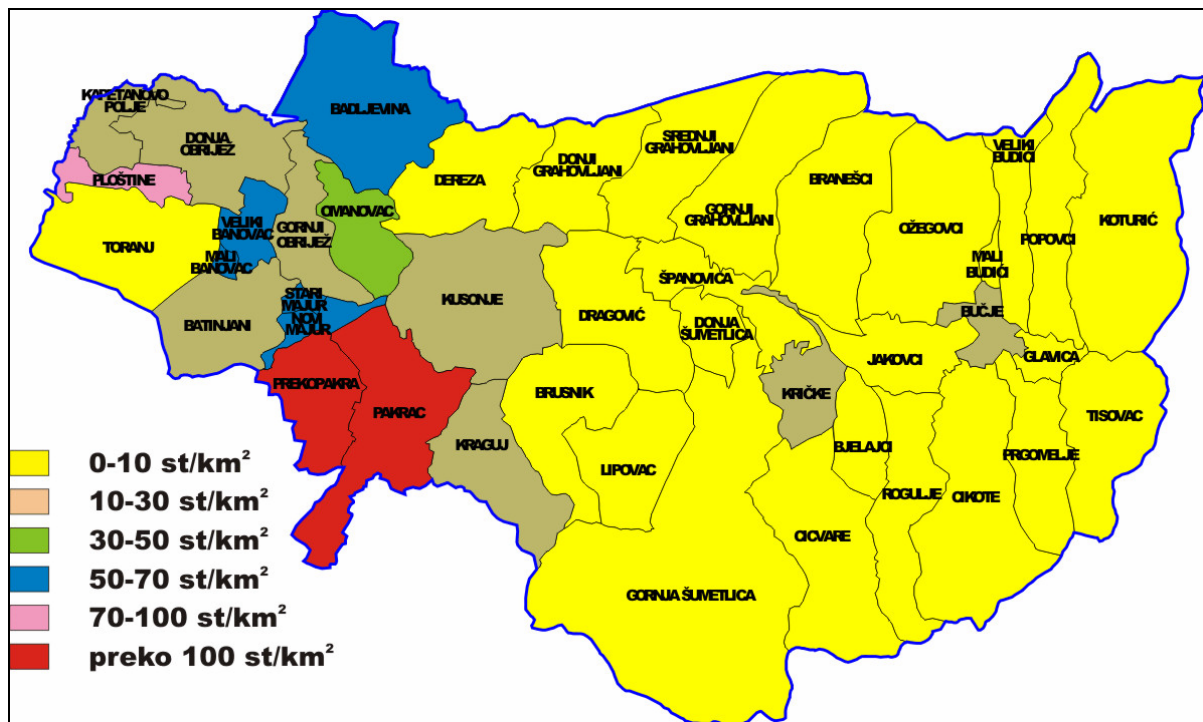 KAPETANOVO
POLJE
DONJA
OBRIJEŽ
BADLJEVINA
PLOŠTINE
DEREZA
DONJI
GRAHOVLJANI
SREDNJI
GRAHOVLJANI
GORNJI
GRAHOVLJANI
BRANEŠCI
VELIKI
BUDIĆI
POPOVCI
KOTURIĆ
OŽEGOVCI
MALI
BUDIĆI
TORANJ
VELIKI
BANOVAC
MALI
BANOVAC
GORNJI
OBRIJEŽ
OMANOVAC
KUSONJE
ŠPANOVICA
DRAGOVIĆ
DONJA
ŠUMETLICA
BUČJE
JAKOVCI
GLAVICA
BATINJANI
STARI
MAJUR
NOVI
MAJUR
PREKOPAKRA
PAKRAC
BRUSNIK
KRIČKE
TISOVAC
KRAGUJ
LIPOVAC
BJELAJCI
ROGULJE
CIKOTE
PRGOMELJE
CICVARE
GORNJA ŠUMETLICA
0-10 st/km²
10-30 st/km²
30-50 st/km²
50-70 st/km²
70-100 st/km²
preko 100 st/km²